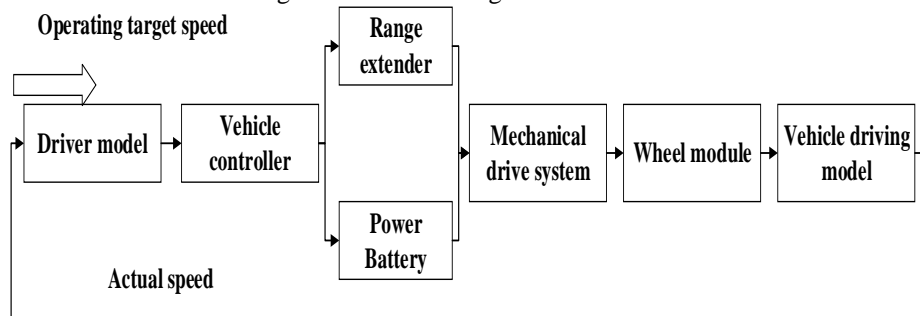 Operating target speed
Range
extender
Driver model
Vehicle
controller
Mechanical
drive system
Wheel module
Vehicle driving
model
Power
Battery
Actual speed